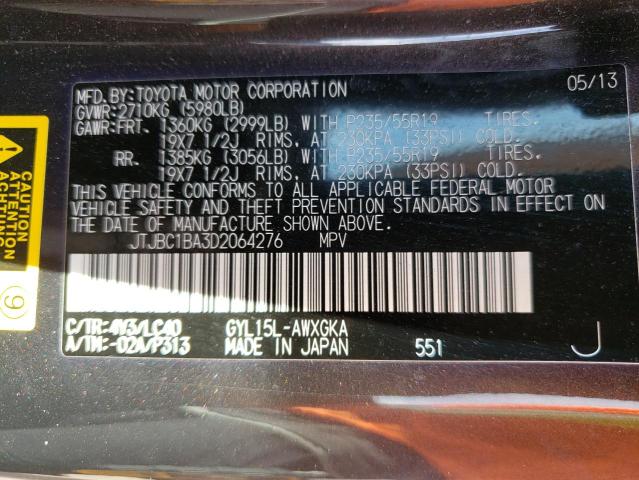 MFD.BY:TOYOTA MOTOR CORPORATION 05/13
GVWR:2710KG (5980LB)
GAWR:FRT. 1360KG (2999LB) WITH P235/55R19 TIRES.
19X7 1/2J RIMS, AT 230KPA (33PSI) COLD.
RR. 1385KG (3056LB) WITH P235/55R19 TIRES.
19X7 1/2J RIMS, AT 230KPA (33PSI) COLD.
THIS VEHICLE CONFORMS TO ALL APPLICABLE FEDERAL MOTOR
VEHICLE SAFETY AND THEFT PREVENTION STANDARDS IN EFFECT ON
THE DATE OF MANUFACTURE SHOWN ABOVE.
JTJBC1BA3D2064276 MPV
C/TR:4Y3/LC40 GYL15L-AWXGKA
A/TM:-02A/P313 MADE IN JAPAN 551 J
CAUTION
ATTENTION
ACHTUNG
9